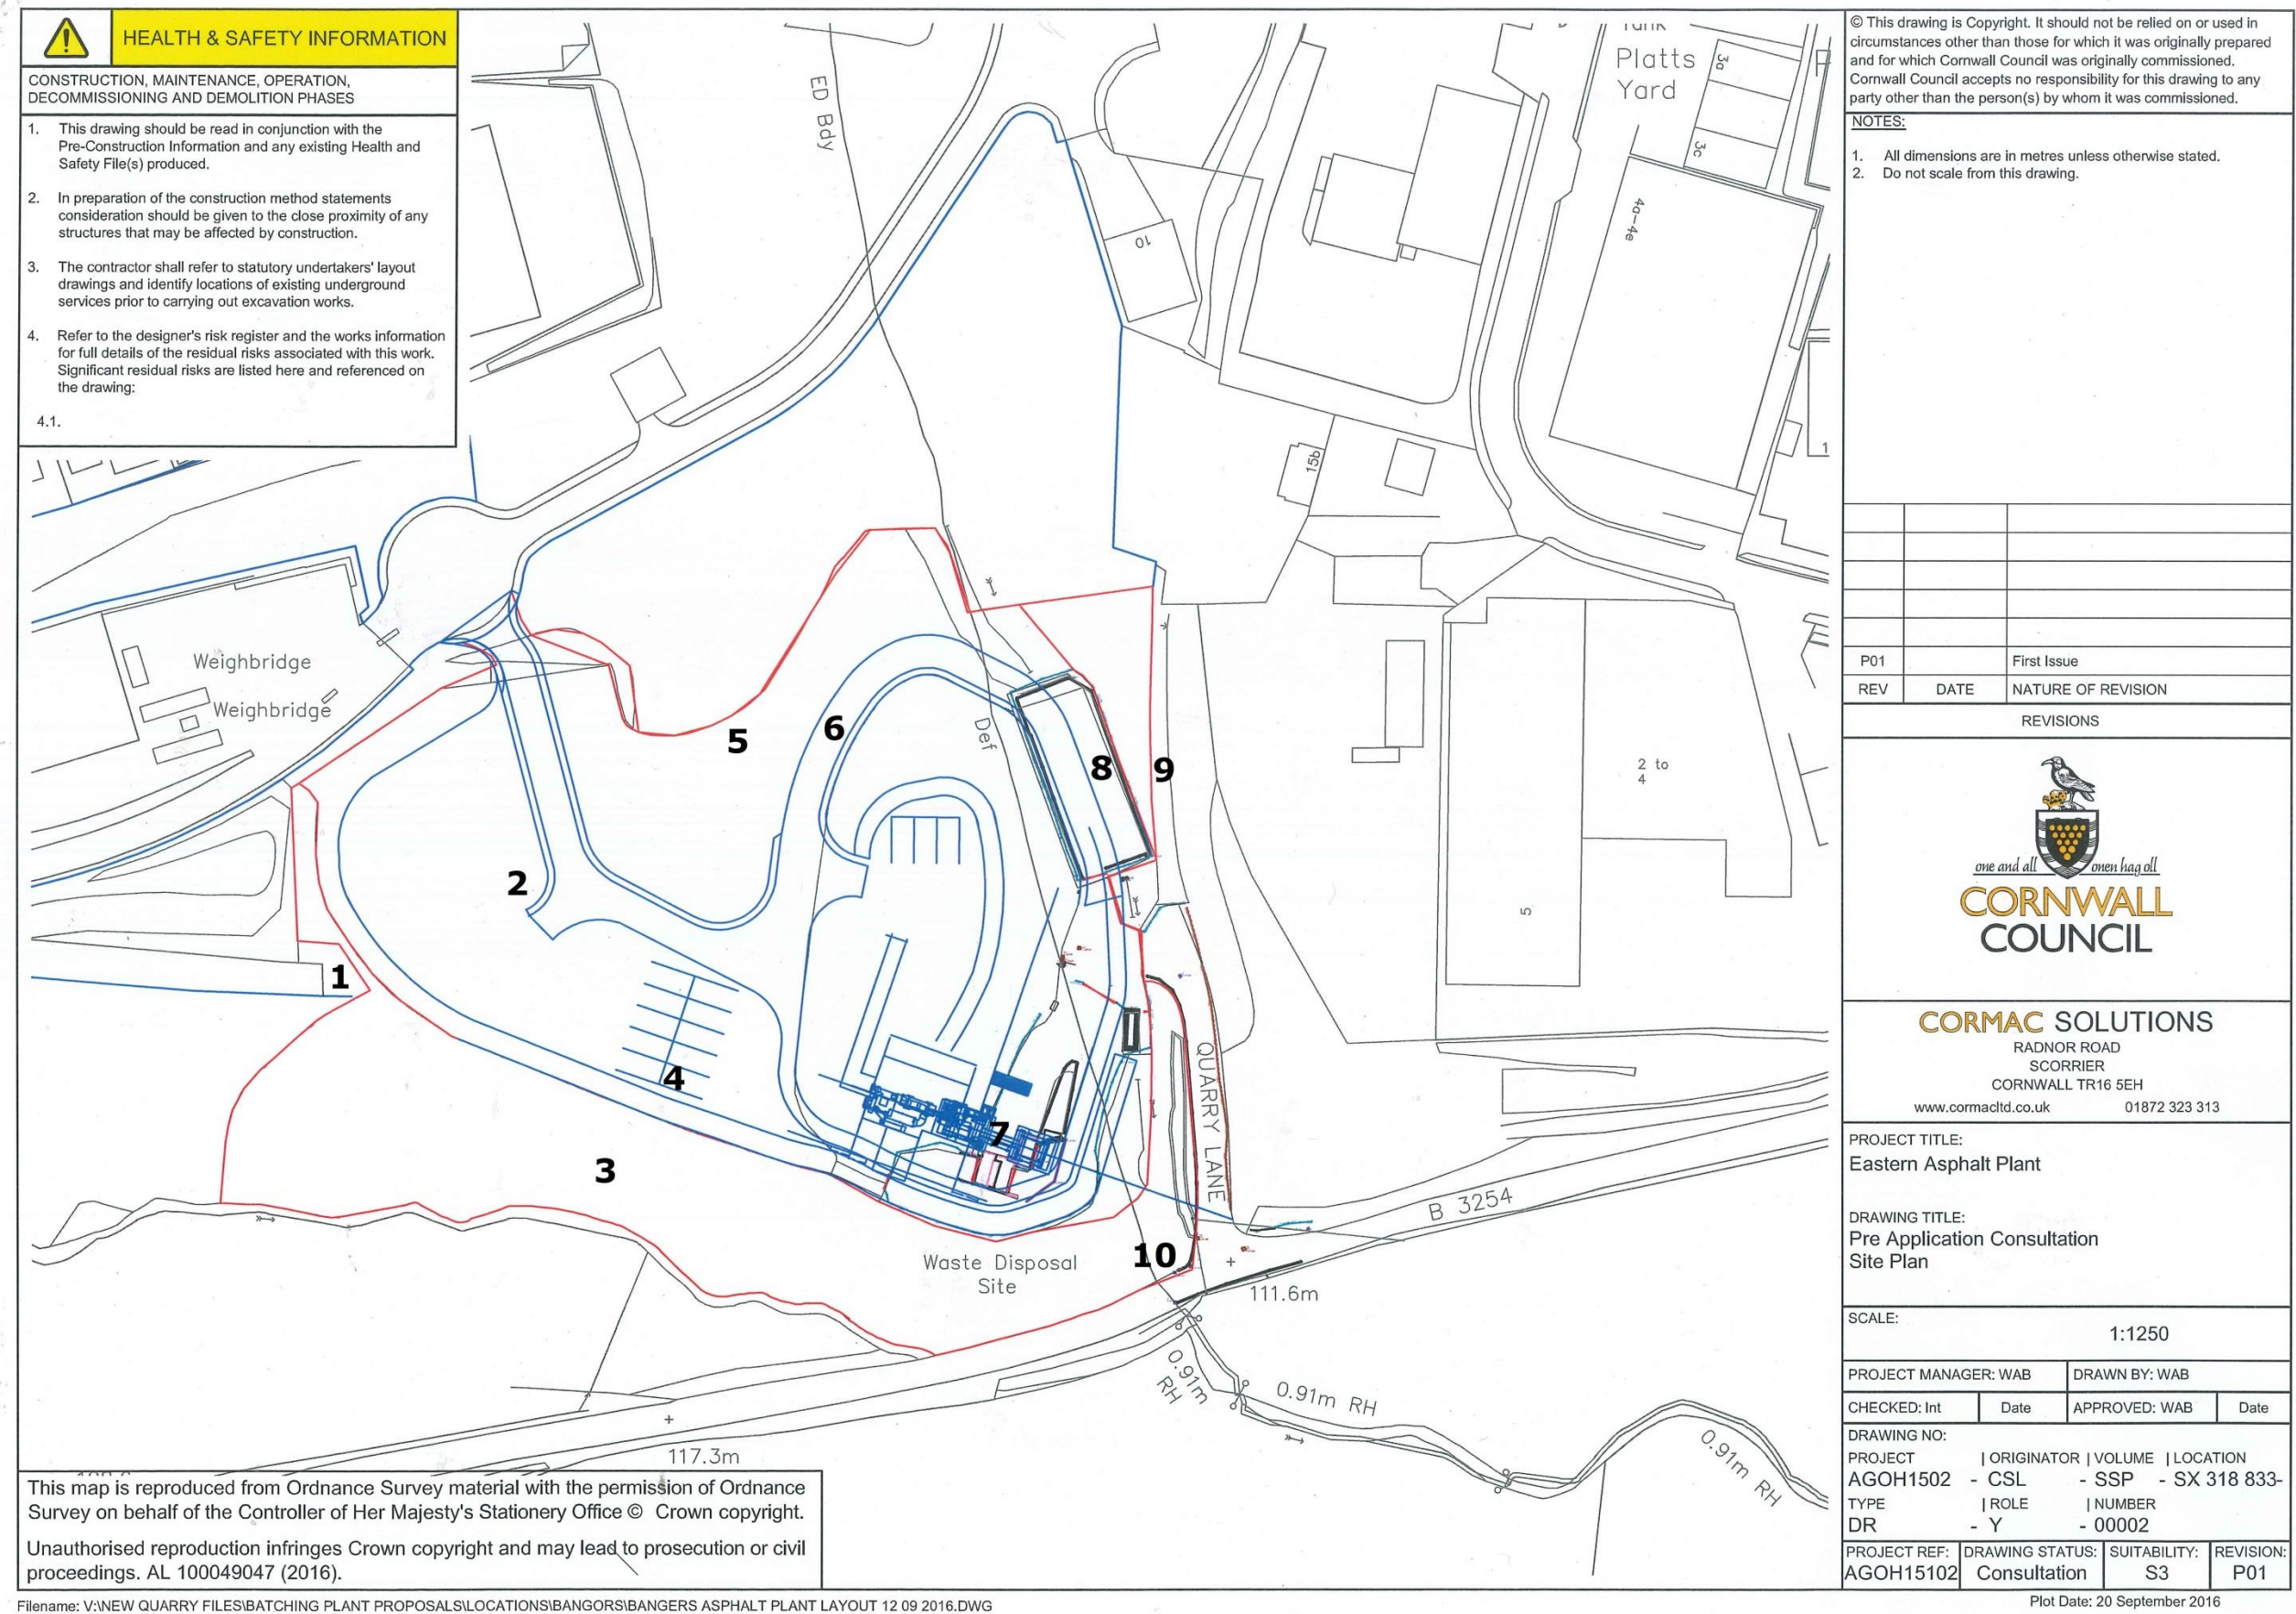 HEALTH & SAFETY INFORMATION
CONSTRUCTION, MAINTENANCE, OPERATION,
DECOMMISSIONING AND DEMOLITION PHASES
1. This drawing should be read in conjunction with the
Pre-Construction Information and any existing Health and
Safety File(s) produced.
2. In preparation of the construction method statements
consideration should be given to the close proximity of any
structures that may be affected by construction.
3. The contractor shall refer to statutory undertakers' layout
drawings and identify locations of existing underground
services prior to carrying out excavation works.
4. Refer to the designer's risk register and the works information
for full details of the residual risks associated with this work.
Significant residual risks are listed here and referenced on
the drawing:
4.1.
ED Bdy
Platts
Yard
3a
3c
4a-4e
10
15b
1
Weighbridge
Weighbridge
Def
5
6
8
9
2 to
4
2
5
1
4
7
3
QUARRY LANE
B 3254
10
Waste Disposal
Site
111.6m
0.91m
RH
0.91m RH
0.91m RH
117.3m
This map is reproduced from Ordnance Survey material with the permission of Ordnance
Survey on behalf of the Controller of Her Majesty's Stationery Office © Crown copyright.
Unauthorised reproduction infringes Crown copyright and may lead to prosecution or civil
proceedings. AL 100049047 (2016).
Filename: V:\NEW QUARRY FILES\BATCHING PLANT PROPOSALS\LOCATIONS\BANGORS\BANGERS ASPHALT PLANT LAYOUT 12 09 2016.DWG
© This drawing is Copyright. It should not be relied on or used in
circumstances other than those for which it was originally prepared
and for which Cornwall Council was originally commissioned.
Cornwall Council accepts no responsibility for this drawing to any
party other than the person(s) by whom it was commissioned.
NOTES:
1. All dimensions are in metres unless otherwise stated.
2. Do not scale from this drawing.
P01 First Issue
REV DATE NATURE OF REVISION
REVISIONS
one and all onen hag oll
CORNWALL
COUNCIL
CORMAC SOLUTIONS
RADNOR ROAD
SCORRIER
CORNWALL TR16 5EH
www.cormacltd.co.uk 01872 323 313
PROJECT TITLE:
Eastern Asphalt Plant
DRAWING TITLE:
Pre Application Consultation
Site Plan
SCALE:
1:1250
PROJECT MANAGER: WAB DRAWN BY: WAB
CHECKED: Int Date APPROVED: WAB Date
DRAWING NO:
PROJECT | ORIGINATOR | VOLUME | LOCATION
AGOH1502 - CSL - SSP - SX 318 833-
TYPE | ROLE | NUMBER
DR - Y - 00002
PROJECT REF: DRAWING STATUS: SUITABILITY: REVISION:
AGOH15102 Consultation S3 P01
Plot Date: 20 September 2016